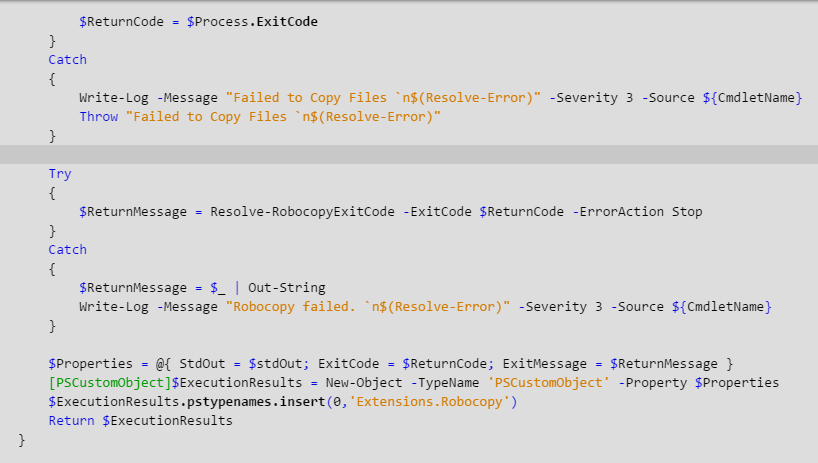 $ReturnCode = $Process.ExitCode
}
Catch
{
Write-Log -Message "Failed to Copy Files `n$(Resolve-Error)" -Severity 3 -Source ${CmdletName}
Throw "Failed to Copy Files `n$(Resolve-Error)"
}
Try
{
$ReturnMessage = Resolve-RobocopyExitCode -ExitCode $ReturnCode -ErrorAction Stop
}
Catch
{
$ReturnMessage = $_ | Out-String
Write-Log -Message "Robocopy failed. `n$(Resolve-Error)" -Severity 3 -Source ${CmdletName}
}
$Properties = @{ StdOut = $stdOut; ExitCode = $ReturnCode; ExitMessage = $ReturnMessage }
[PSCustomObject]$ExecutionResults = New-Object -TypeName 'PSCustomObject' -Property $Properties
$ExecutionResults.pstypenames.insert(0,'Extensions.Robocopy')
Return $ExecutionResults
}